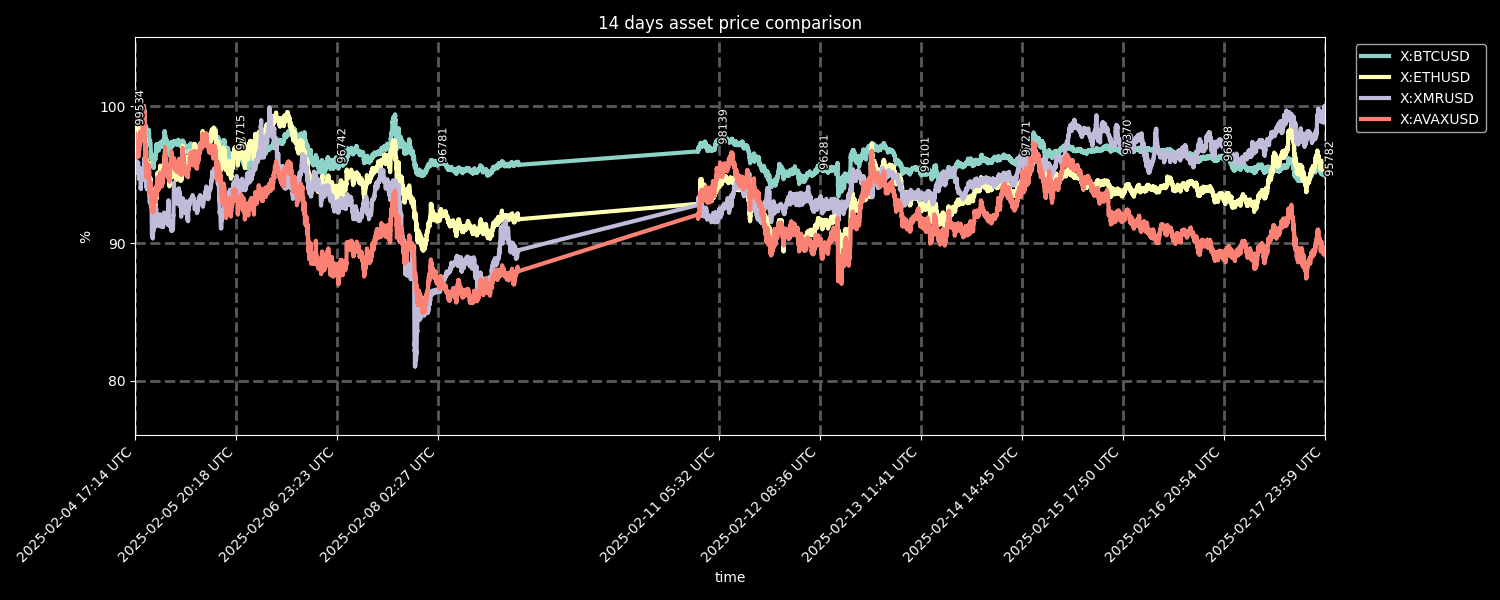 14 days asset price comparison
X:BTCUSD
X:ETHUSD
X:XMRUSD
X:AVAXUSD
100
90
80
%
99534
97715
96742
96781
98139
96281
96101
97271
97370
96898
95782
2025-02-04 17:14 UTC
2025-02-05 20:18 UTC
2025-02-06 23:23 UTC
2025-02-08 02:27 UTC
2025-02-11 05:32 UTC
2025-02-12 08:36 UTC
2025-02-13 11:41 UTC
2025-02-14 14:45 UTC
2025-02-15 17:50 UTC
2025-02-16 20:54 UTC
2025-02-17 23:59 UTC
time